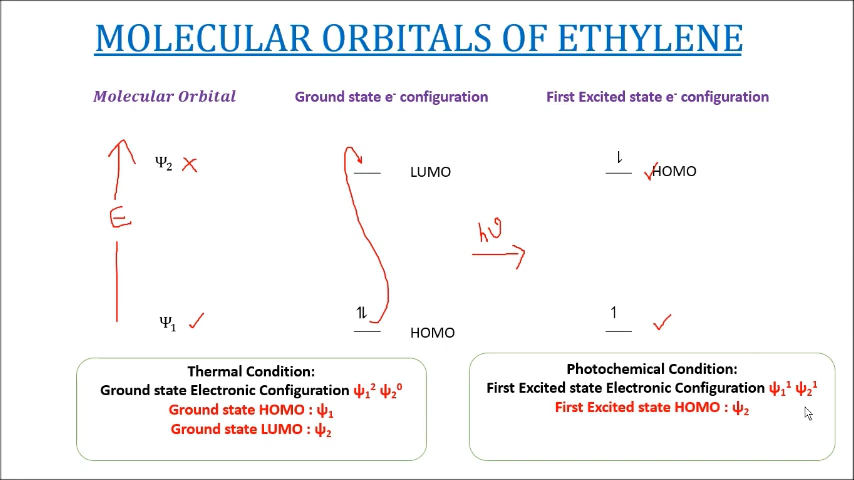 MOLECULAR ORBITALS OF ETHYLENE
Molecular Orbital
Ground state e⁻ configuration
First Excited state e⁻ configuration
Ψ₂ x
LUMO
HOMO
E
hϑ
Ψ₁ ✓
HOMO
Thermal Condition:
Ground state Electronic Configuration ψ₁² ψ₂⁰
Ground state HOMO : ψ₁
Ground state LUMO : ψ₂
Photochemical Condition:
First Excited state Electronic Configuration ψ₁¹ ψ₂¹
First Excited state HOMO : ψ₂